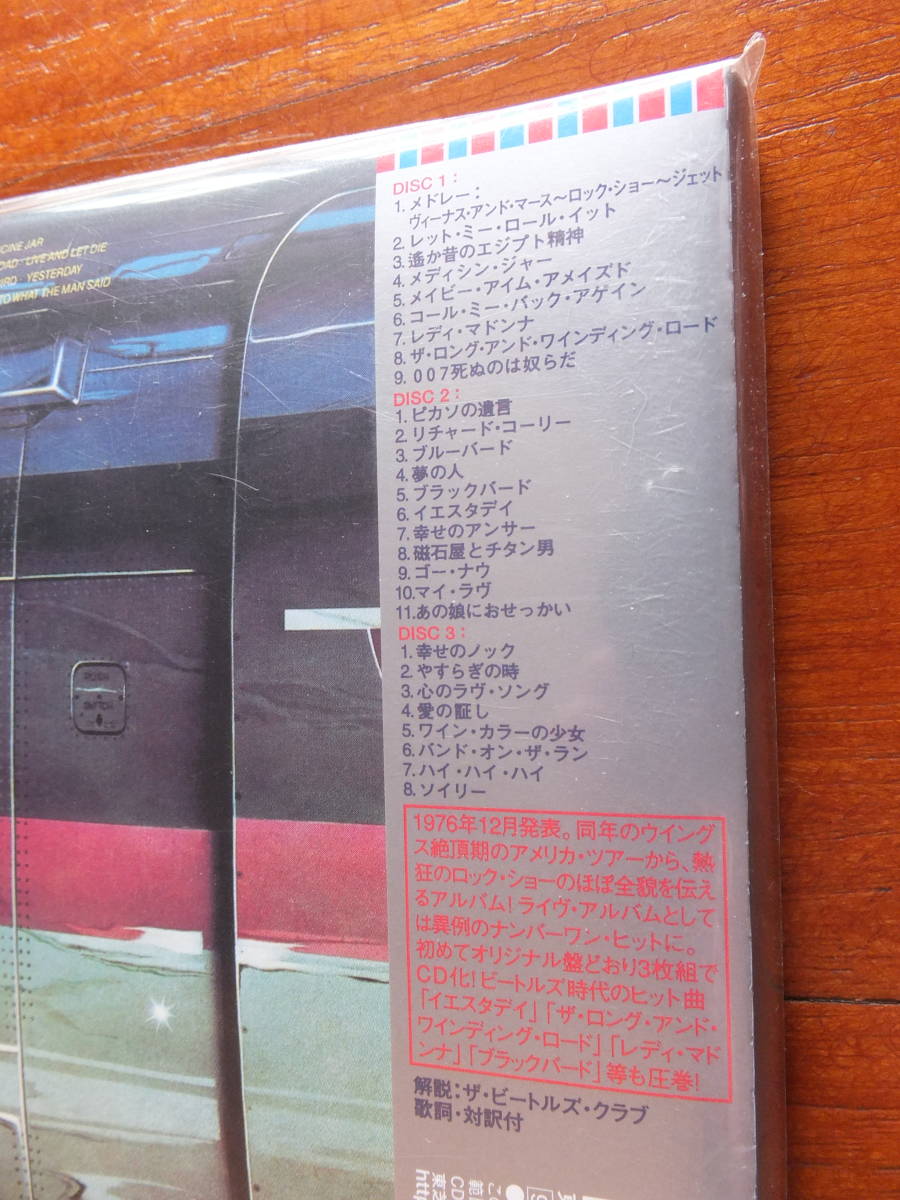 CINE JAR
OAD · LIVE AND LET DIE
BIRD · YESTERDAY
TO WHAT THE MAN SAID
PUSH
SWITCH
DISC 1：
1. メドレー：
ヴィーナス・アンド・マース〜ロック・ショー〜ジェット
2. レット・ミー・ロール・イット
3. 遙か昔のエジプト精神
4. メディシン・ジャー
5. メイビー・アイム・アメイズド
6. コール・ミー・バック・アゲイン
7. レディ・マドンナ
8. ザ・ロング・アンド・ワインディング・ロード
9. 007死ぬのは奴らだ
DISC 2：
1. ピカソの遺言
2. リチャード・コーリー
3. ブルーバード
4. 夢の人
5. ブラックバード
6. イエスタデイ
7. 幸せのアンサー
8. 磁石屋とチタン男
9. ゴー・ナウ
10. マイ・ラヴ
11. あの娘におせっかい
DISC 3：
1. 幸せのノック
2. やすらぎの時
3. 心のラヴ・ソング
4. 愛の証し
5. ワイン・カラーの少女
6. バンド・オン・ザ・ラン
7. ハイ・ハイ・ハイ
8. ソイリー
1976年12月発表。同年のウイング
ス絶頂期のアメリカ・ツアーから、熱
狂のロック・ショーのほぼ全貌を伝え
るアルバム！ライヴ・アルバムとして
は異例のナンバーワン・ヒットに。
初めてオリジナル盤どおり3枚組で
CD化！ビートルズ時代のヒット曲
「イエスタデイ」「ザ・ロング・アンド・
ワインディング・ロード」「レディ・マド
ンナ」「ブラックバード」等も圧巻！
解説：ザ・ビートルズ・クラブ
歌詞・対訳付
CD
htt